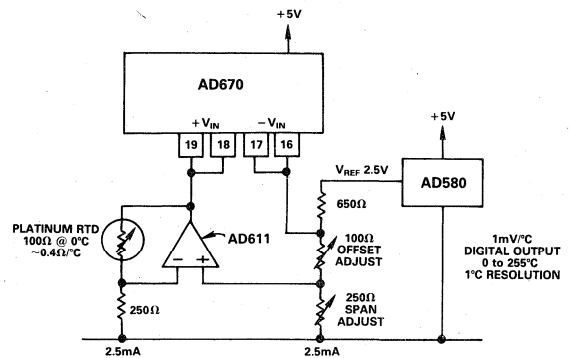 +5V
AD670
+VIN
−VIN
19
18
17
16
+5V
VREF 2.5V
AD580
650Ω
PLATINUM RTD
100Ω @ 0°C
~0.4Ω/°C
AD611
100Ω
OFFSET
ADJUST
1mV/°C
DIGITAL OUTPUT
0 to 255°C
1°C RESOLUTION
− +
250Ω
250Ω
SPAN
ADJUST
2.5mA
2.5mA